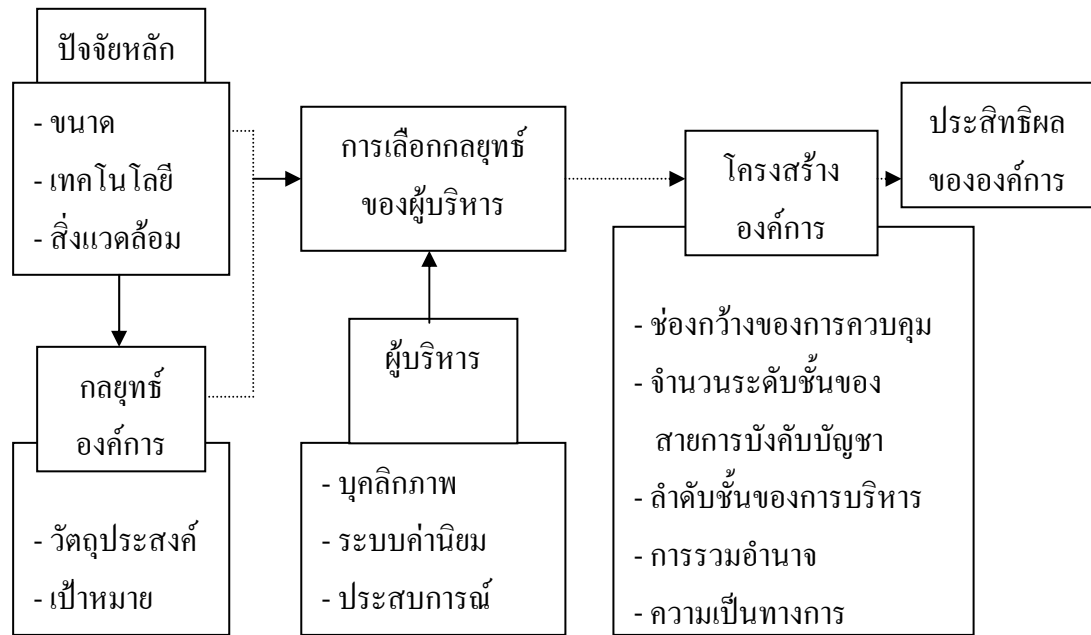 ปัจจัยหลัก
- ขนาด
- เทคโนโลยี
- สิ่งแวดล้อม
กลยุทธ์
องค์การ
- วัตถุประสงค์
- เป้าหมาย
การเลือกกลยุทธ์
ของผู้บริหาร
ผู้บริหาร
- บุคลิกภาพ
- ระบบค่านิยม
- ประสบการณ์
โครงสร้าง
องค์การ
- ช่องกว้างของการควบคุม
- จำนวนระดับชั้นของ
สายการบังคับบัญชา
- ลำดับชั้นของการบริหาร
- การรวมอำนาจ
- ความเป็นทางการ
ประสิทธิผล
ขององค์การ